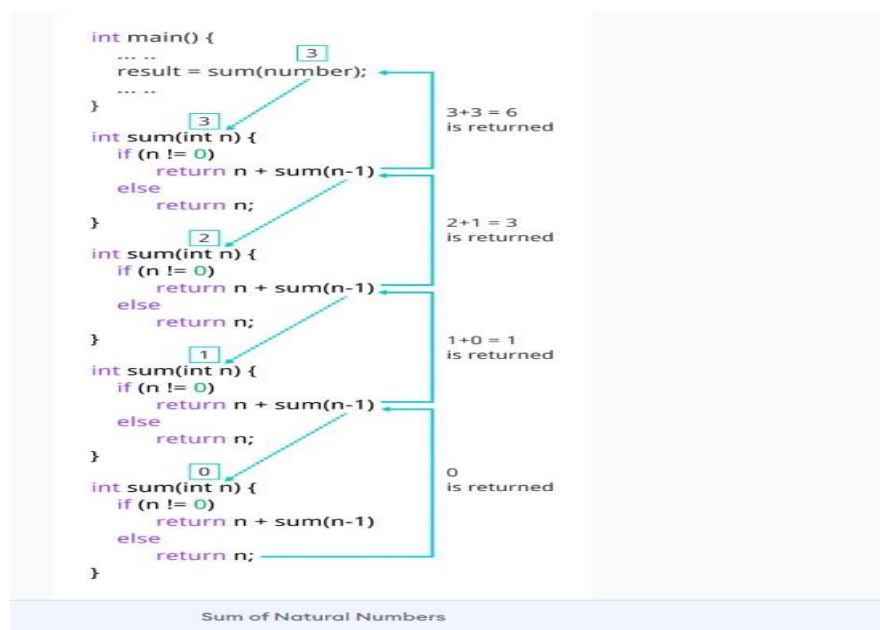 int main() {
3
... ..
result = sum(number);
... ..
}
3
3+3 = 6
is returned
int sum(int n) {
if (n != 0)
return n + sum(n-1)
else
return n;
}
2
2+1 = 3
is returned
int sum(int n) {
if (n != 0)
return n + sum(n-1)
else
return n;
}
1
1+0 = 1
is returned
int sum(int n) {
if (n != 0)
return n + sum(n-1)
else
return n;
}
0
0
is returned
int sum(int n) {
if (n != 0)
return n + sum(n-1)
else
return n;
}
Sum of Natural Numbers